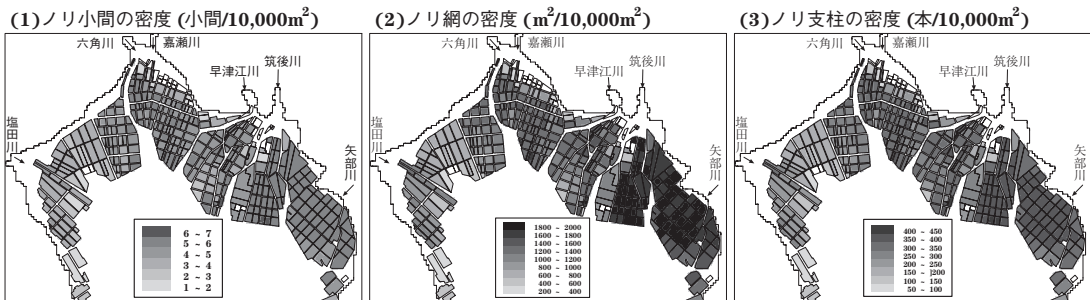 (1)ノリ小間の密度 (小間/10,000m²)
六角川
嘉瀬川
早津江川
筑後川
塩田川
矢部川
6 ~ 7
5 ~ 6
4 ~ 5
3 ~ 4
2 ~ 3
1 ~ 2
(2)ノリ網の密度 (m²/10,000m²)
六角川
嘉瀬川
早津江川
筑後川
塩田川
矢部川
1800 ~ 2000
1600 ~ 1800
1400 ~ 1600
1200 ~ 1400
1000 ~ 1200
800 ~ 1000
600 ~ 800
400 ~ 600
200 ~ 400
(3)ノリ支柱の密度 (本/10,000m²)
六角川
嘉瀬川
早津江川
筑後川
塩田川
矢部川
400 ~ 450
350 ~ 400
300 ~ 350
250 ~ 300
200 ~ 250
150 ~ |200
100 ~ 150
50 ~ 100